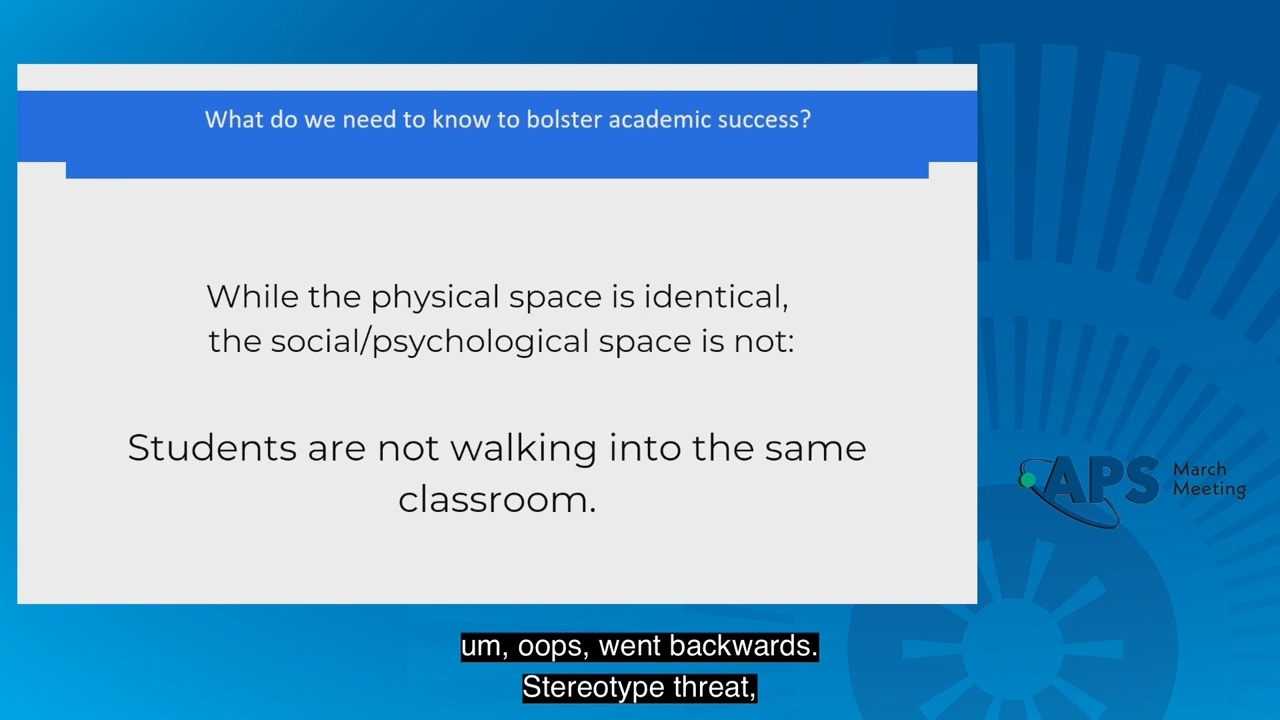 What do we need to know to bolster academic success?
While the physical space is identical,
the social/psychological space is not:
Students are not walking into the same
classroom.
APS March
Meeting
um, oops, went backwards.
Stereotype threat,